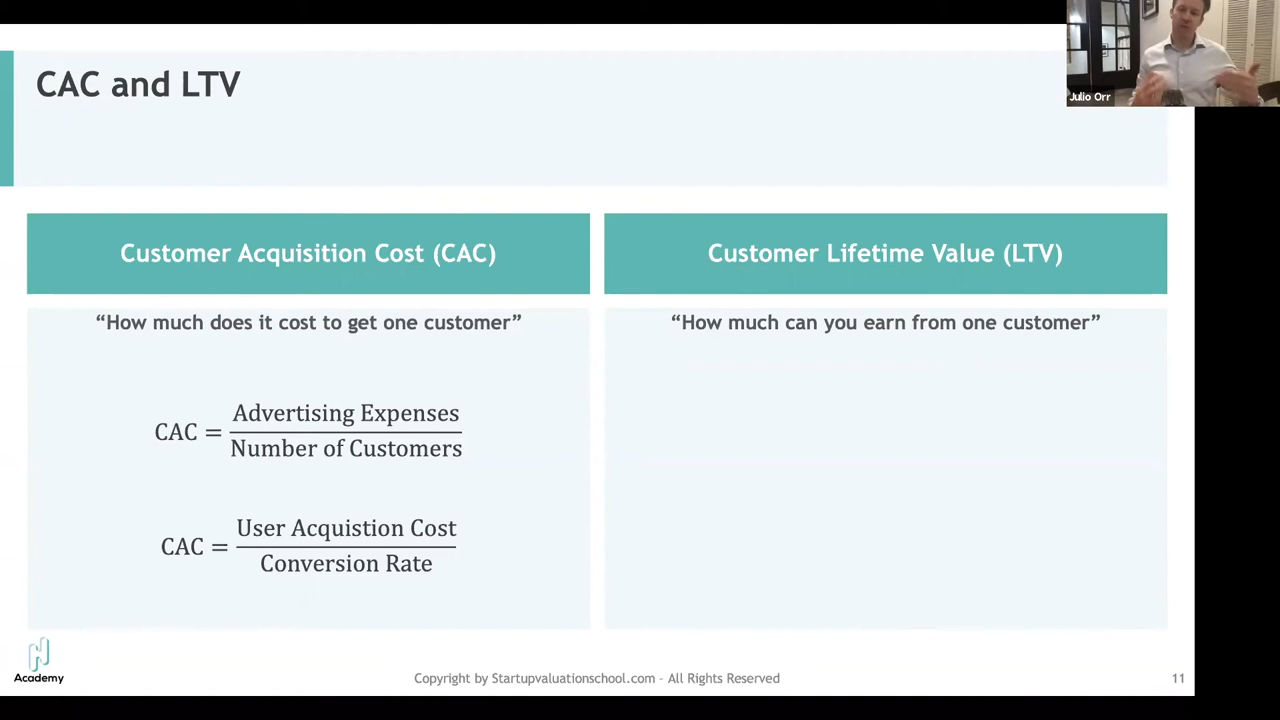 CAC and LTV
Julio Orr
Customer Acquisition Cost (CAC)
Customer Lifetime Value (LTV)
“How much does it cost to get one customer”
“How much can you earn from one customer”
CAC = Advertising Expenses / Number of Customers
CAC = User Acquistion Cost / Conversion Rate
Academy
Copyright by Startupvaluationschool.com – All Rights Reserved
11